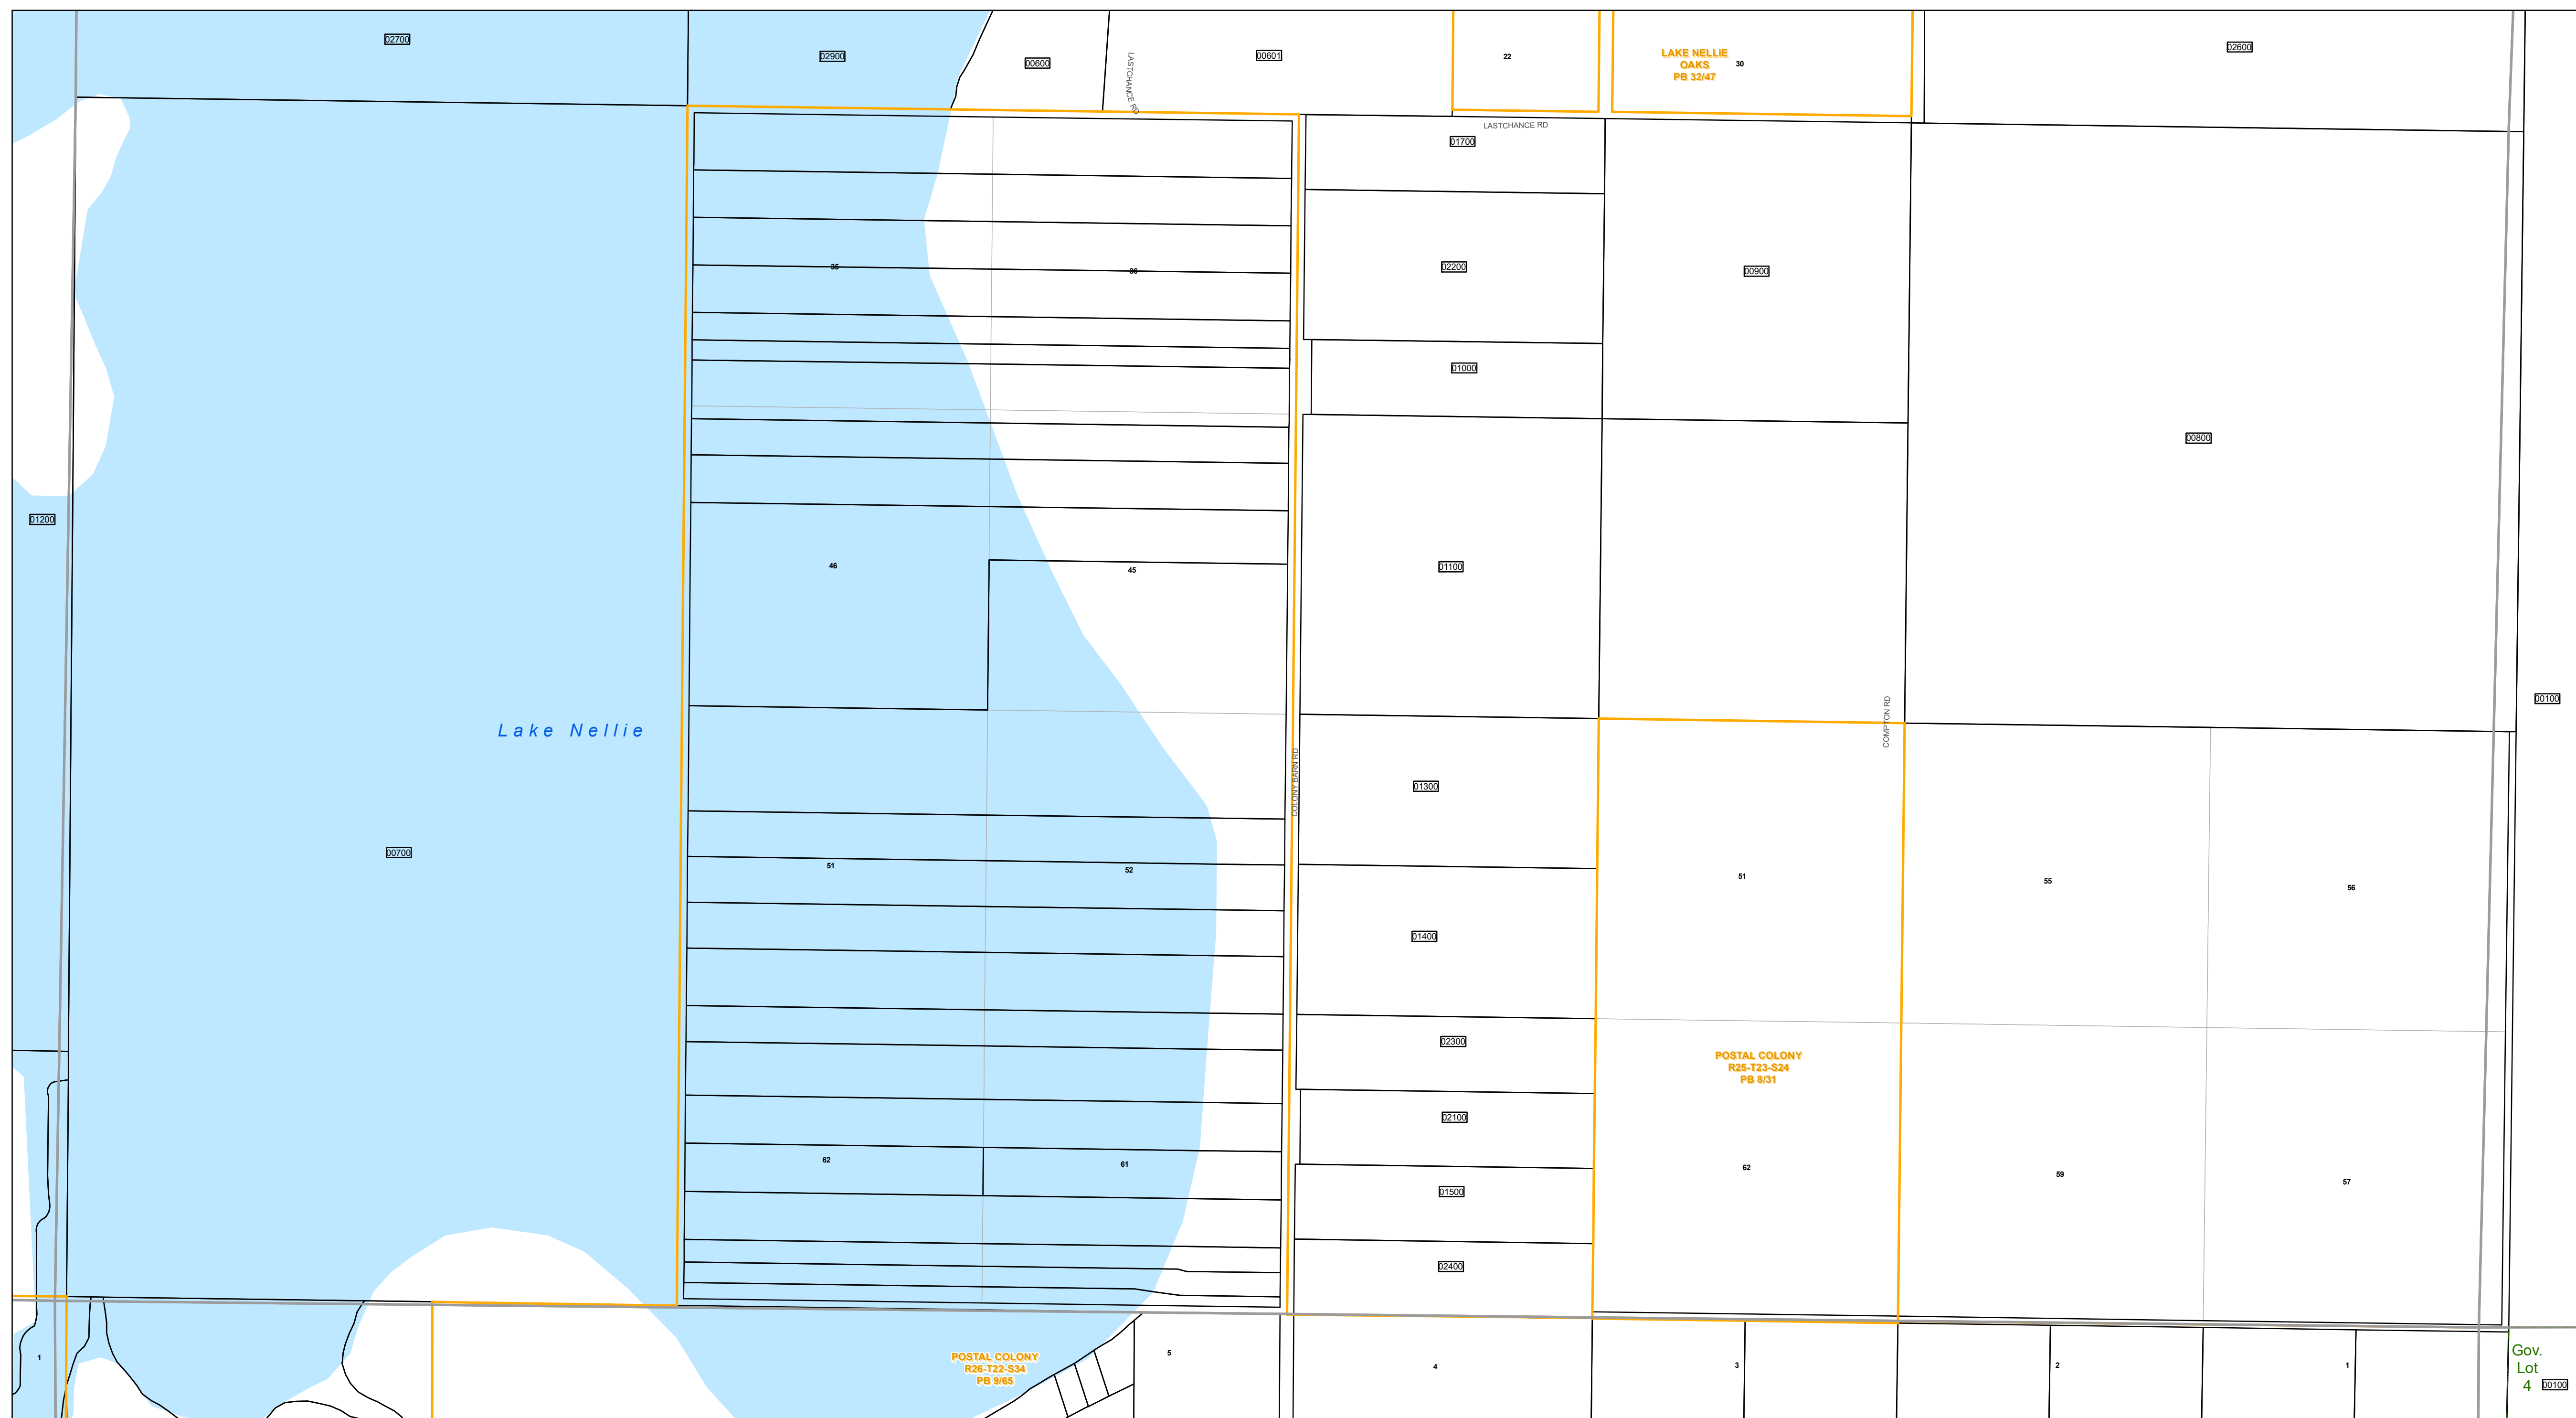 02700
02900
00600
LASTCHANCE RD
00601
22
LAKE NELLIE
OAKS
PB 32/47
30
02600
LASTCHANCE RD
01700
35
36
02200
00900
01000
00800
01200
46
45
01100
Lake Nellie
COLONY BARN RD
COMPTON RD
00100
01300
00700
51
52
51
55
56
01400
02300
POSTAL COLONY
R25-T23-S24
PB 8/31
02100
62
61
62
59
57
01500
02400
1
POSTAL COLONY
R26-T22-S34
PB 9/65
5
4
3
2
1
Gov.
Lot
4
00100